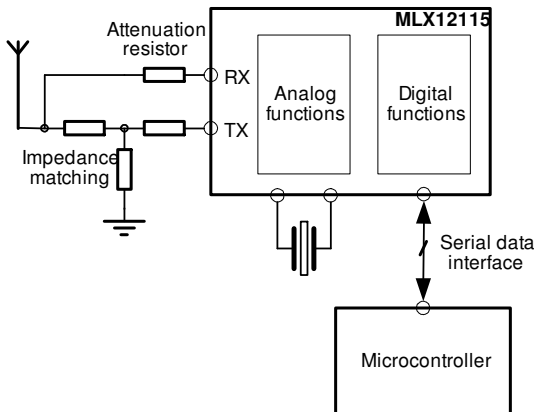 MLX12115
Attenuation
resistor
RX
TX
Analog
functions
Digital
functions
Impedance
matching
Serial data
interface
Microcontroller